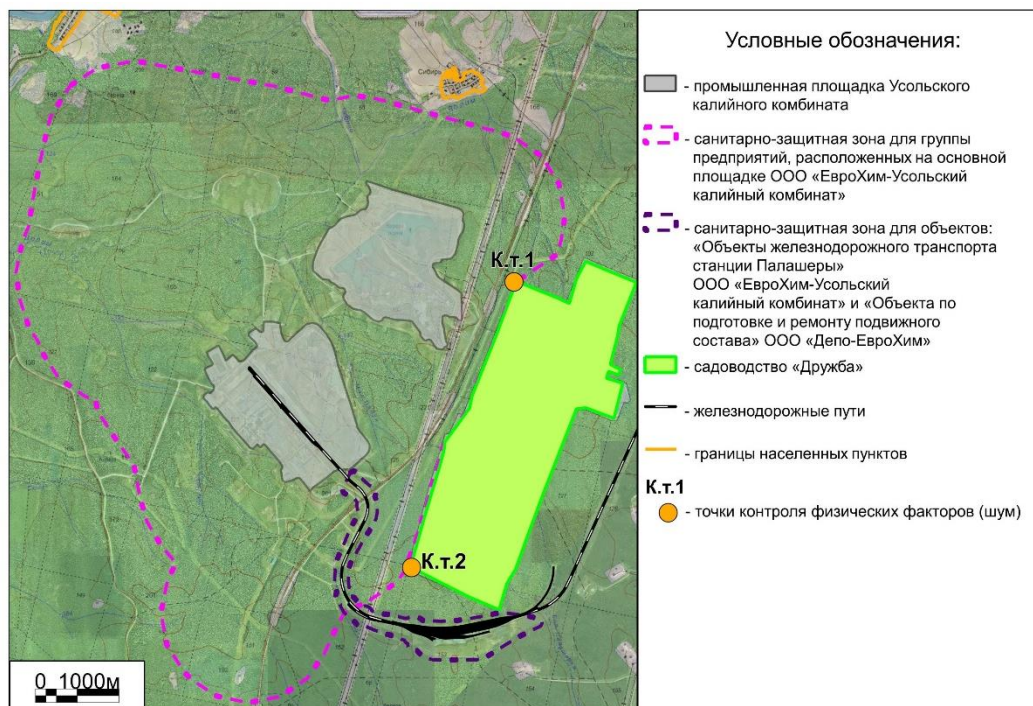 Сибирь
К.т.1
К.т.2
0 1000м
Условные обозначения:
- промышленная площадка Усольского
калийного комбината
- санитарно-защитная зона для группы
предприятий, расположенных на основной
площадке ООО «ЕвроХим-Усольский
калийный комбинат»
- санитарно-защитная зона для объектов:
«Объекты железнодорожного транспорта
станции Палашеры»
ООО «ЕвроХим-Усольский
калийный комбинат» и «Объекта по
подготовке и ремонту подвижного
состава» ООО «Депо-ЕвроХим»
- садоводство «Дружба»
- железнодорожные пути
- границы населенных пунктов
К.т.1
- точки контроля физических факторов (шум)